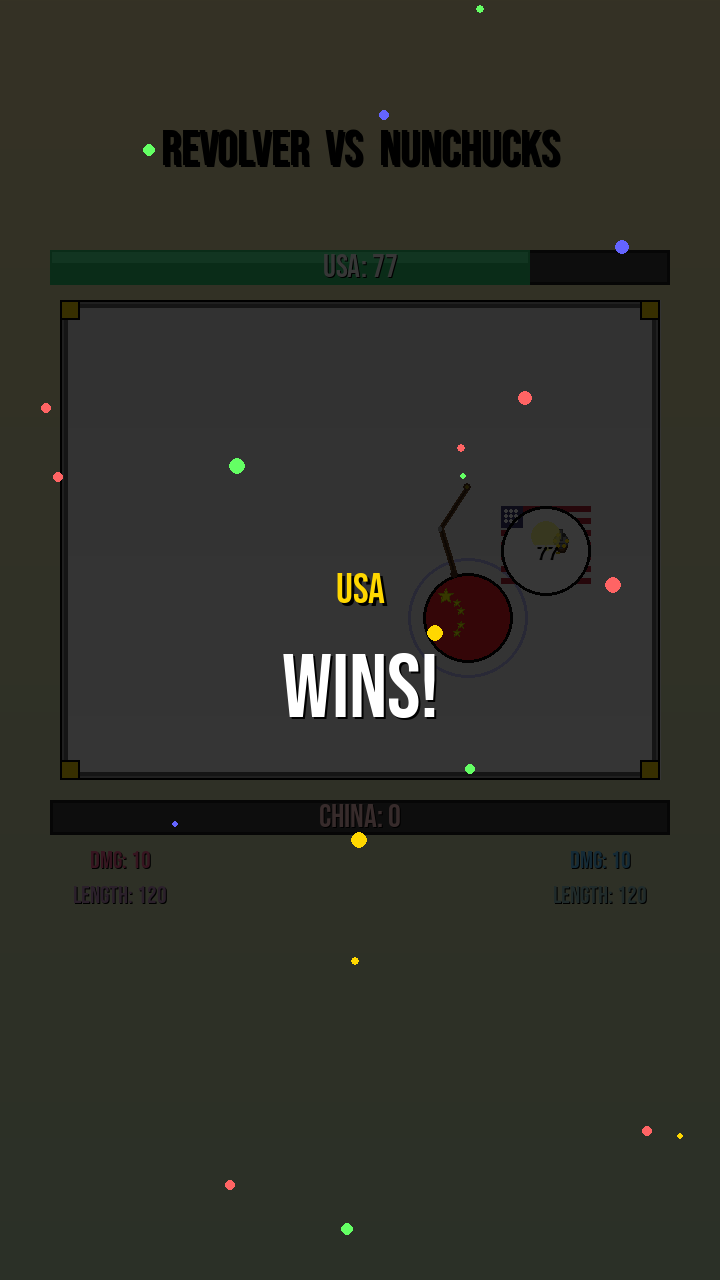 REVOLVER VS NUNCHUCKS
USA: 77
77
USA
WINS!
CHINA: 0
DMG: 10
DMG: 10
LENGTH: 120
LENGTH: 120